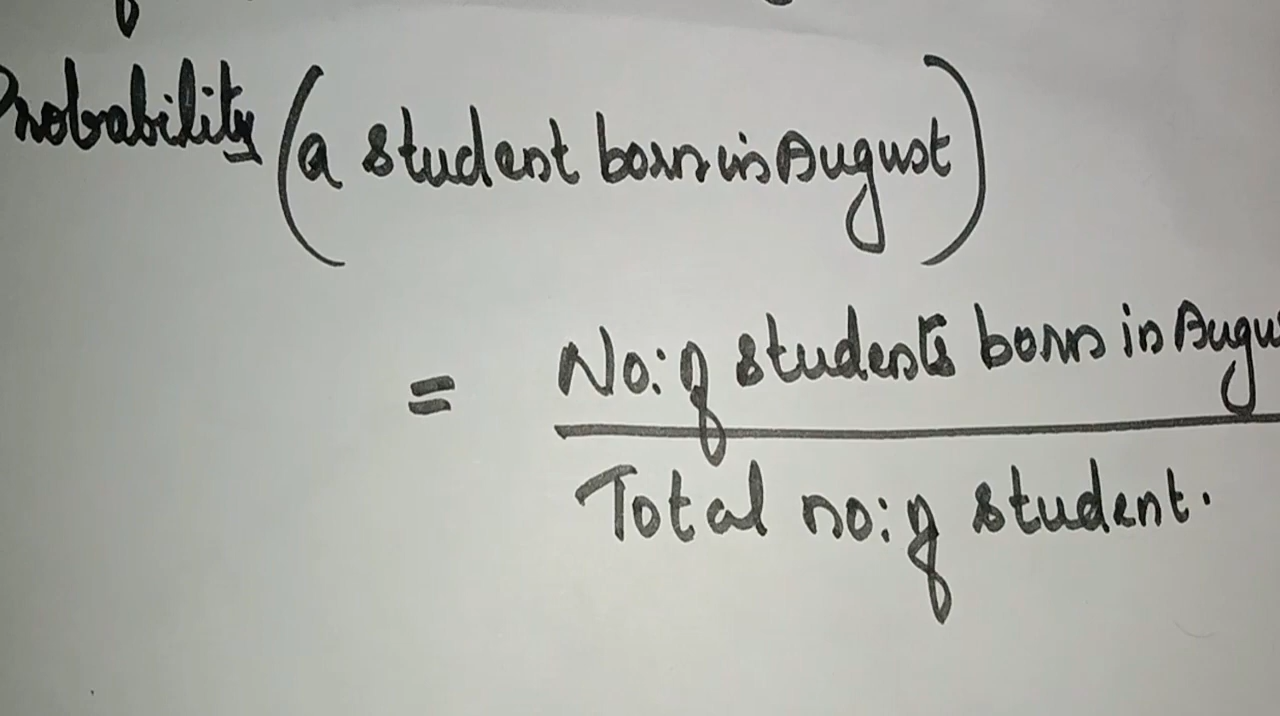 Probability (a student born in August)
= No: of students born in Augu
Total no: of student.